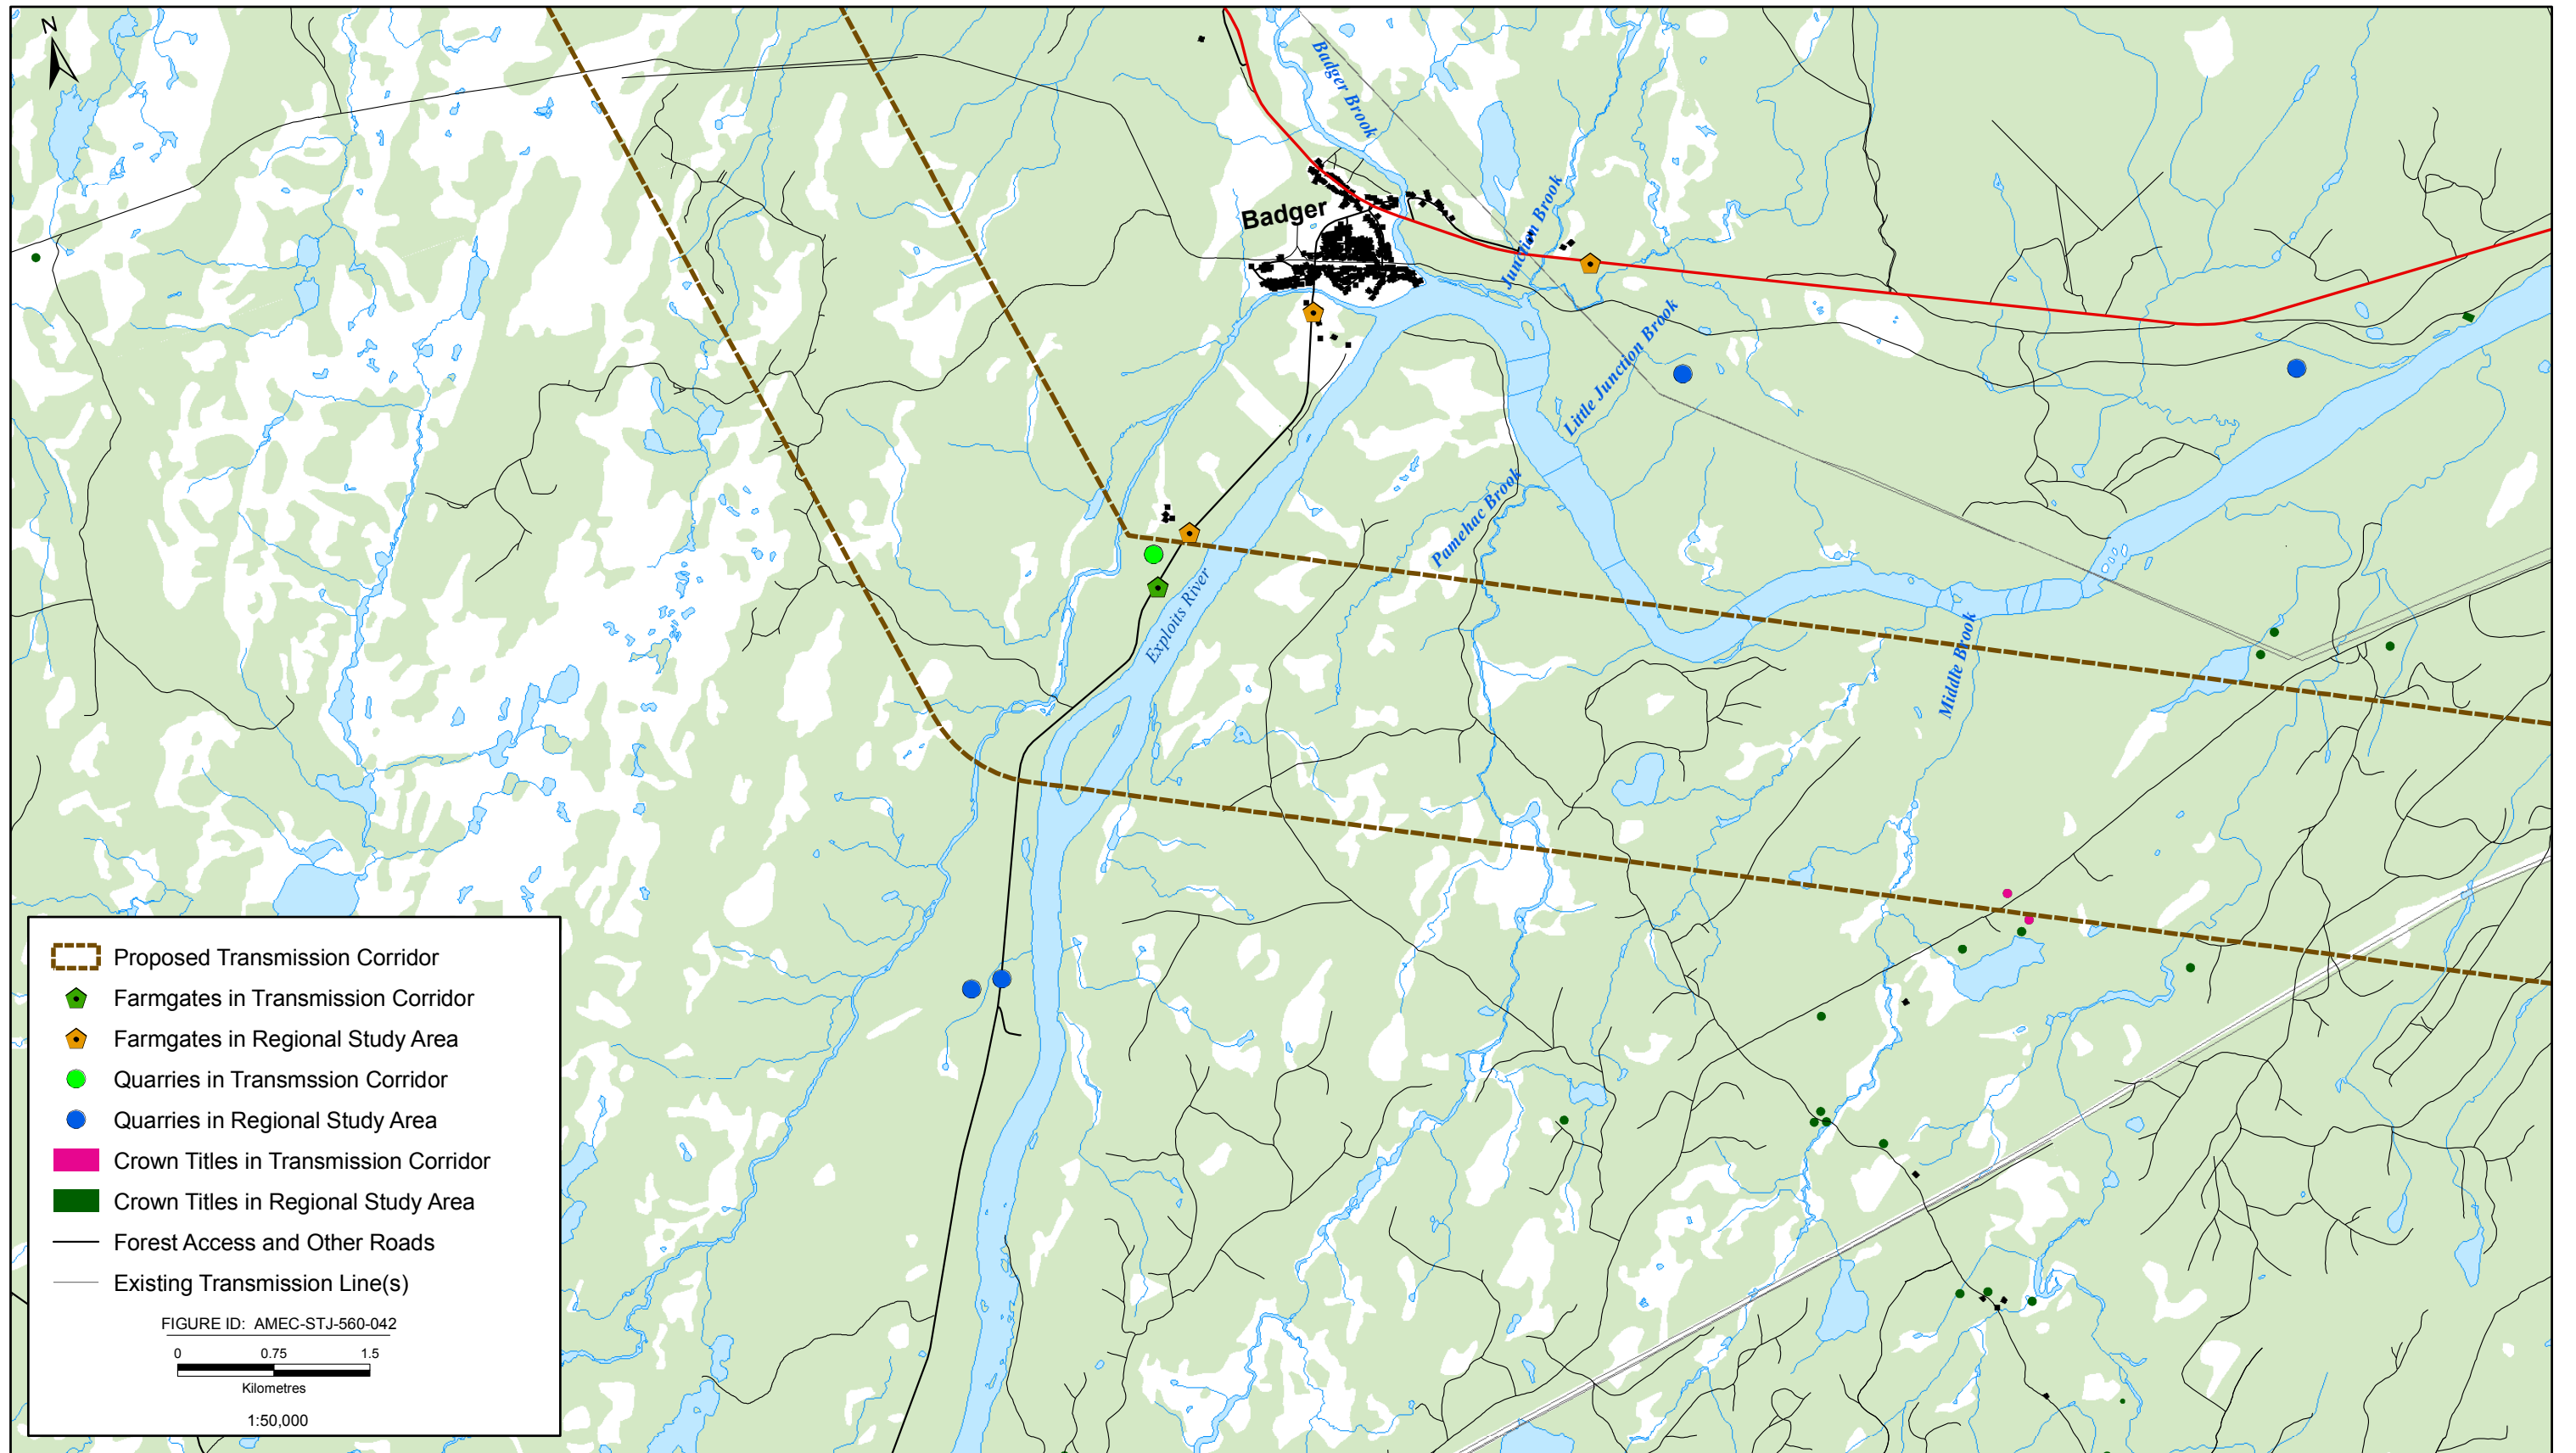 N
Badger Brook
Badger
Junction Brook
Little Junction Brook
Pamehac Brook
Exploits River
Middle Brook
Proposed Transmission Corridor
Farmgates in Transmission Corridor
Farmgates in Regional Study Area
Quarries in Transmssion Corridor
Quarries in Regional Study Area
Crown Titles in Transmission Corridor
Crown Titles in Regional Study Area
Forest Access and Other Roads
Existing Transmission Line(s)
FIGURE ID: AMEC-STJ-560-042
0 0.75 1.5
Kilometres
1:50,000